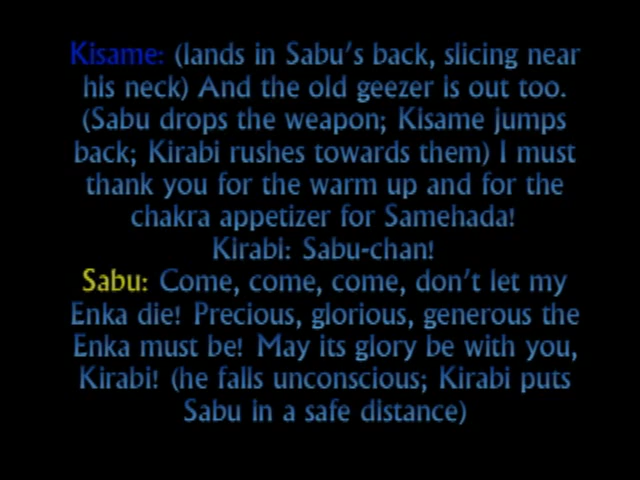 Kisame: (lands in Sabu's back, slicing near
his neck) And the old geezer is out too.
(Sabu drops the weapon; Kisame jumps
back; Kirabi rushes towards them) I must
thank you for the warm up and for the
chakra appetizer for Samehada!
Kirabi: Sabu-chan!
Sabu: Come, come, come, don't let my
Enka die! Precious, glorious, generous the
Enka must be! May its glory be with you,
Kirabi! (he falls unconscious; Kirabi puts
Sabu in a safe distance)